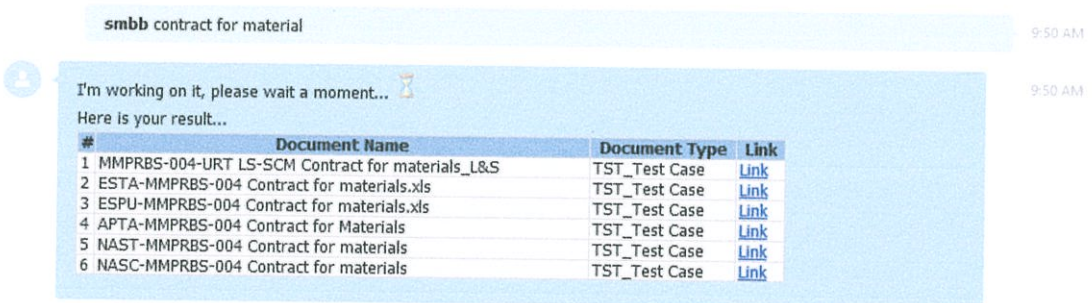 smbb contract for material
9:50 AM
I'm working on it, please wait a moment...
9:50 AM
Here is your result...
# Document Name Document Type Link
1 MMPRBS-004-URT LS-SCM Contract for materials_L&S TST_Test Case Link
2 ESTA-MMPRBS-004 Contract for materials.xls TST_Test Case Link
3 ESPU-MMPRBS-004 Contract for materials.xls TST_Test Case Link
4 APTA-MMPRBS-004 Contract for Materials TST_Test Case Link
5 NAST-MMPRBS-004 Contract for materials TST_Test Case Link
6 NASC-MMPRBS-004 Contract for materials TST_Test Case Link